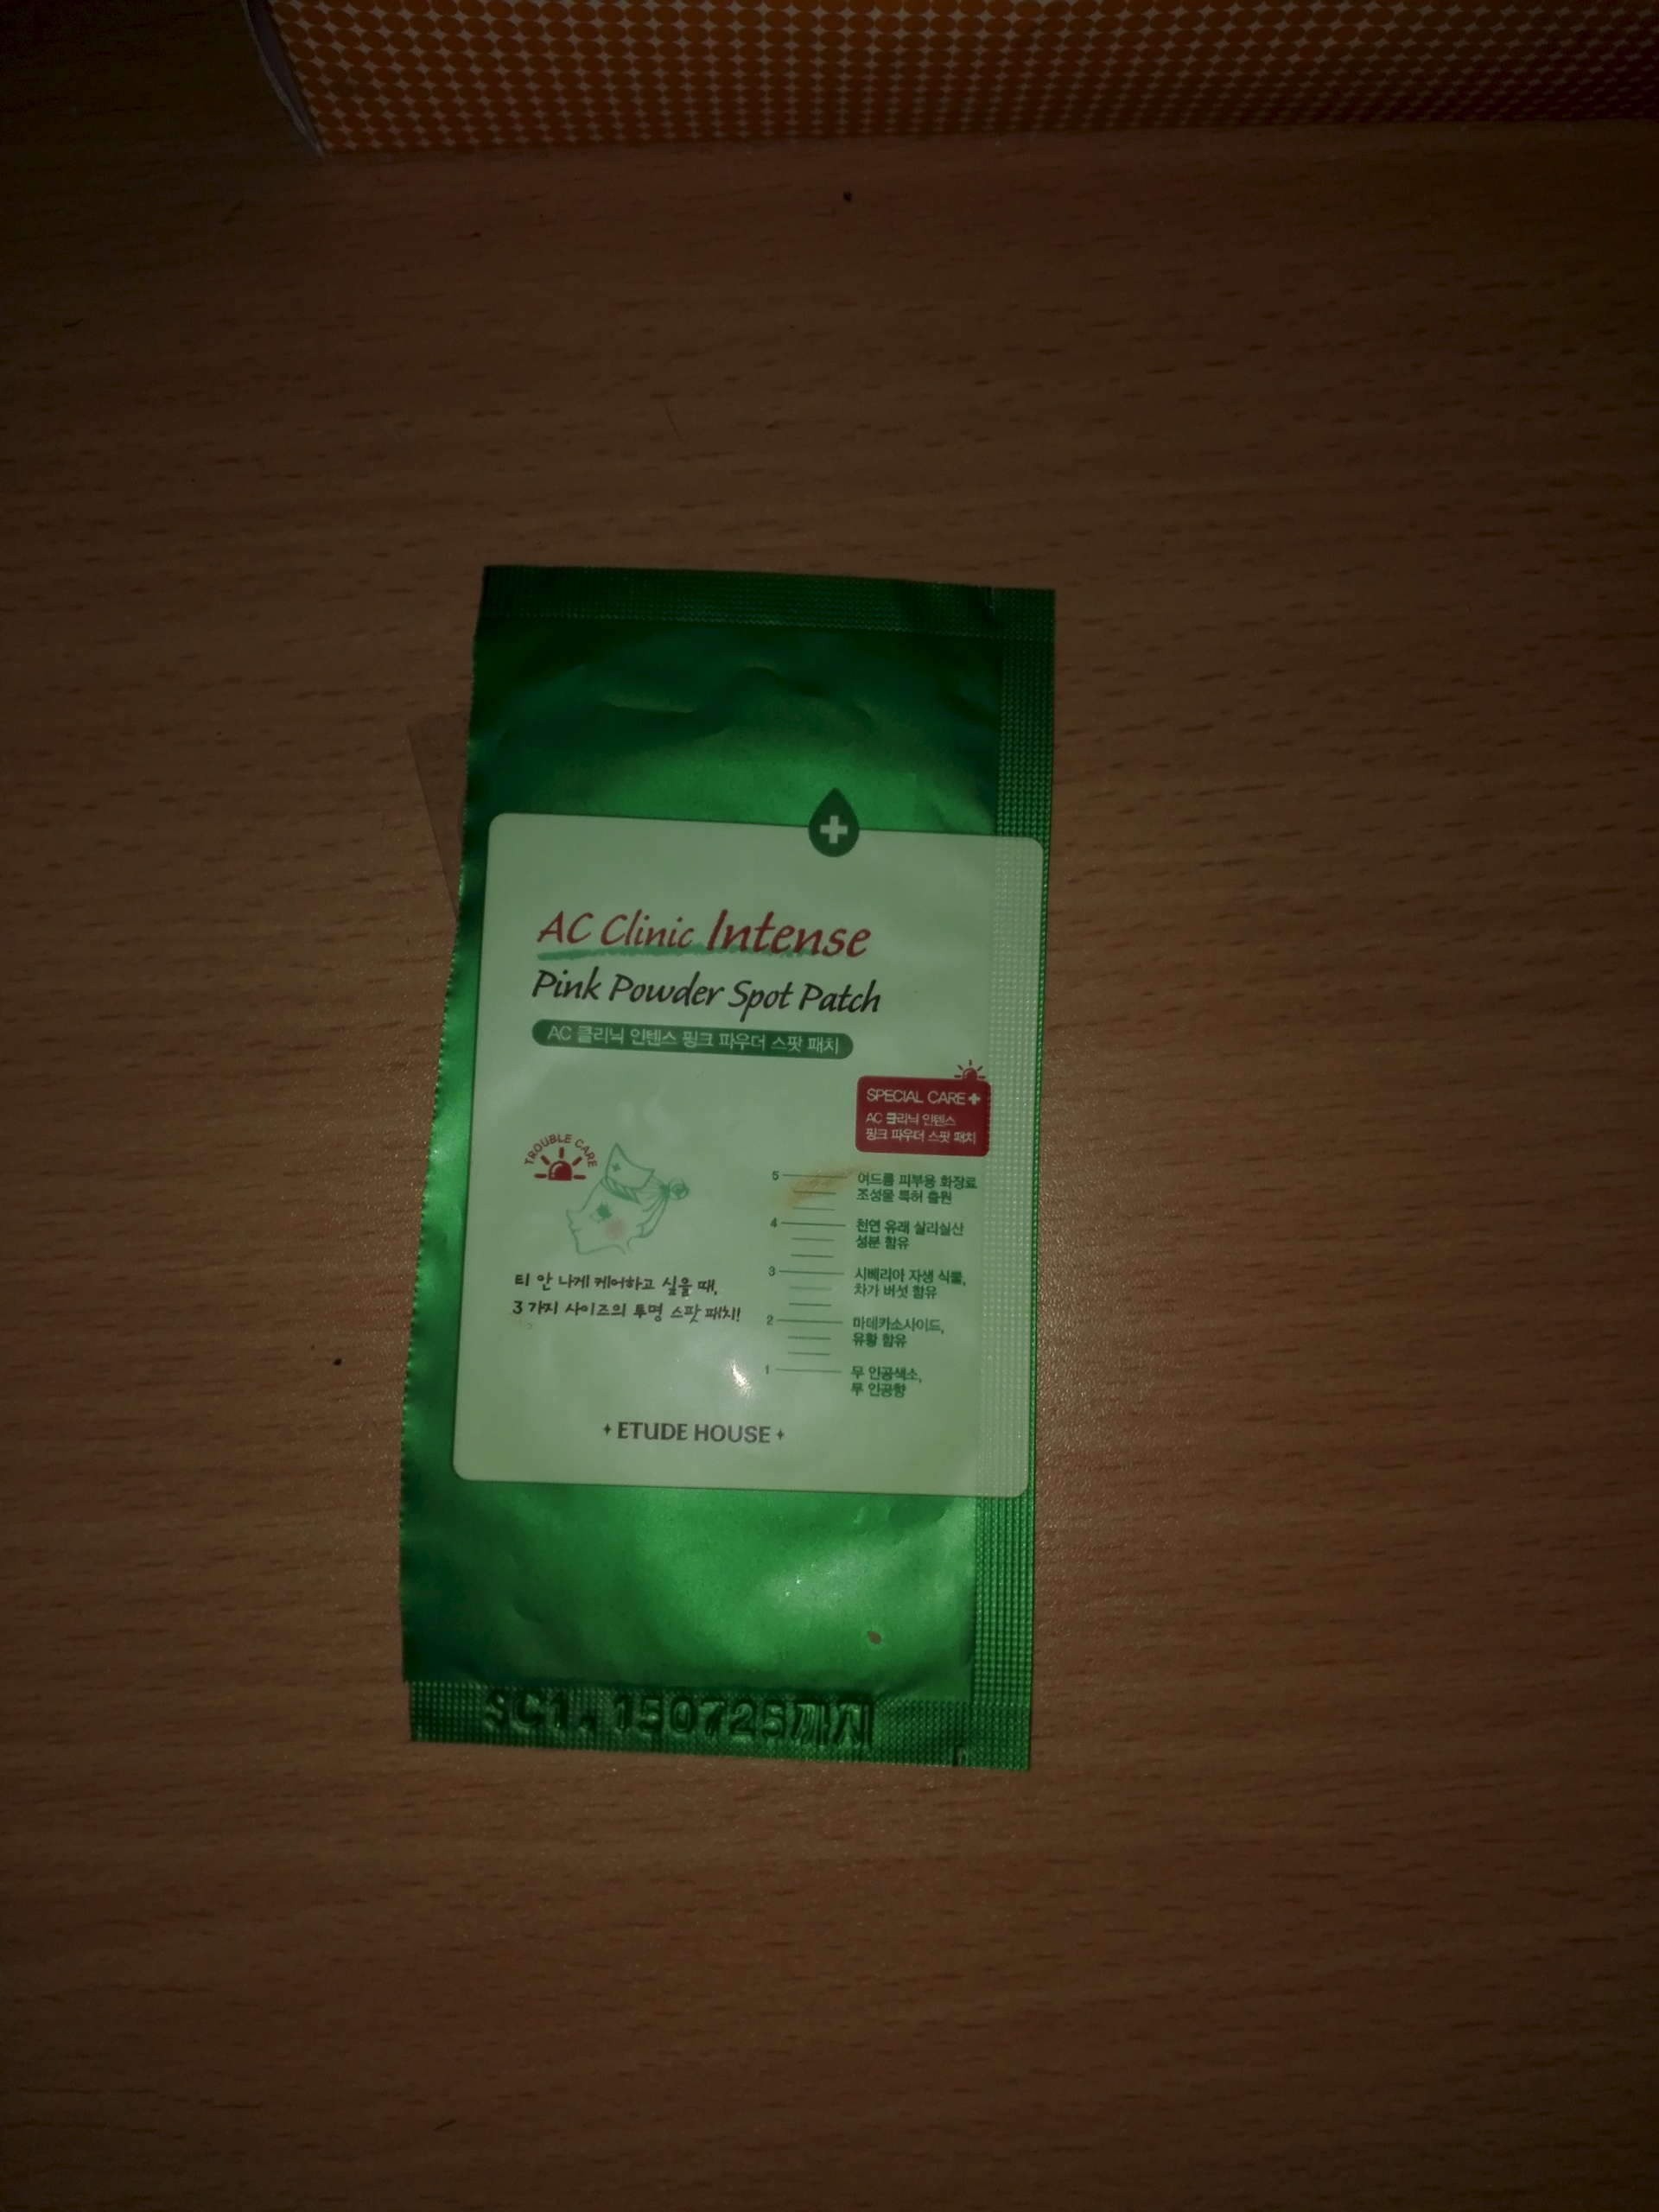 AC Clinic Intense
Pink Powder Spot Patch
AC 클리닉 인텐스 핑크 파우더 스팟 패치
SPECIAL CARE+
AC 클리닉 인텐스
핑크 파우더 스팟 패치
TROUBLE CARE
티 안 나게 케어하고 싶을 때,
3가지 사이즈의 투명 스팟 패치!
5 여드름 피부용 화장료
조성물 특허 출원
4 천연 유래 살리실산
성분 함유
3 시베리아 자생 식물,
차가 버섯 함유
2 마데카소사이드,
유황 함유
1 무 인공색소,
무 인공향
ETUDE HOUSE
SC1. 150725까지